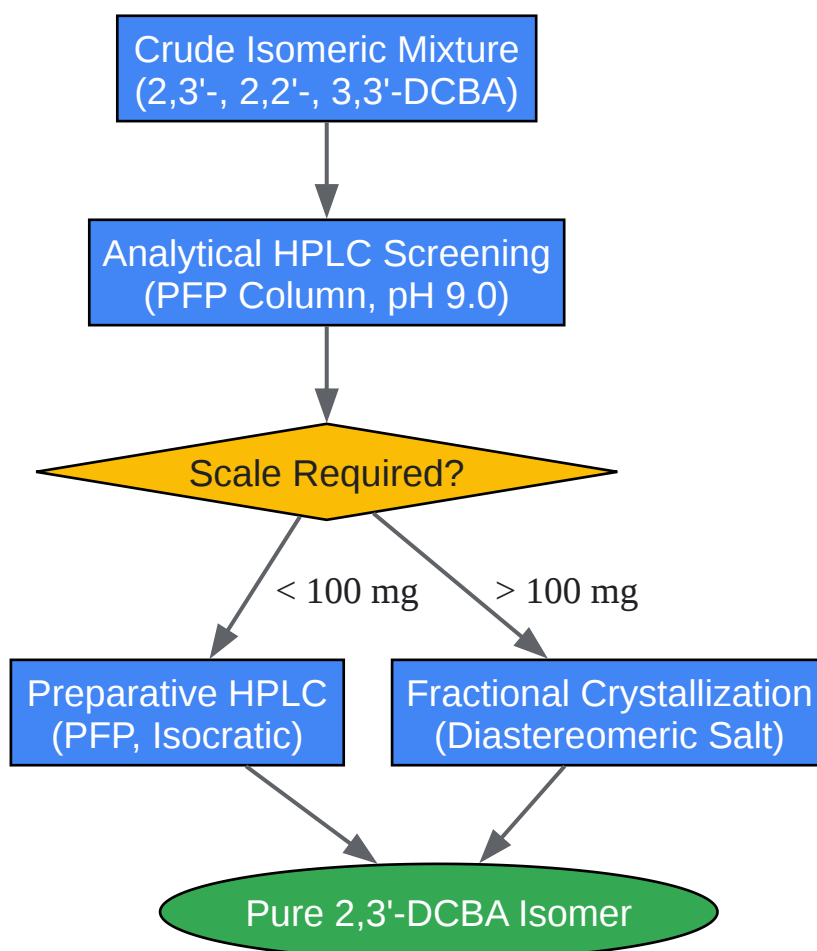 Crude Isomeric Mixture
(2,3'-, 2,2'-, 3,3'-DCBA)
Analytical HPLC Screening
(PFP Column, pH 9.0)
Scale Required?
< 100 mg
> 100 mg
Preparative HPLC
(PFP, Isocratic)
Fractional Crystallization
(Diastereomeric Salt)
Pure 2,3'-DCBA Isomer